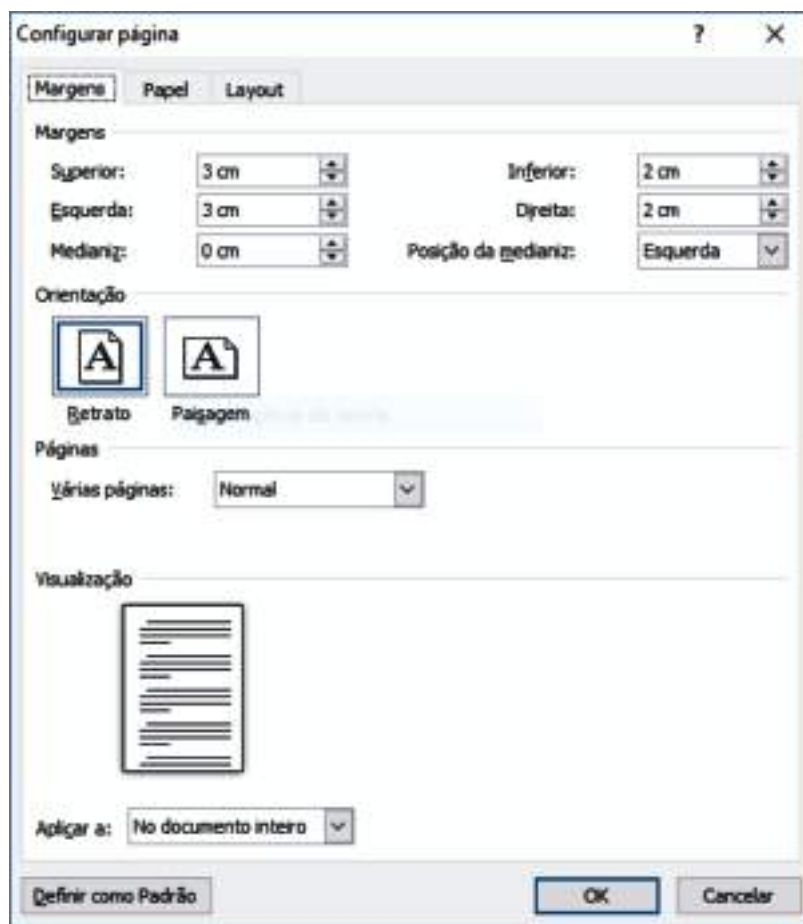 Configurar página ? ×
Margens Papel Layout
Margens
Superior: 3 cm Inferior: 2 cm
Esquerda: 3 cm Direita: 2 cm
Medianiz: 0 cm Posição da medianiz: Esquerda
Orientação
A A
Retrato Paisagem
Páginas
Várias páginas: Normal
Visualização
Aplicar a: No documento inteiro
Definir como Padrão OK Cancelar